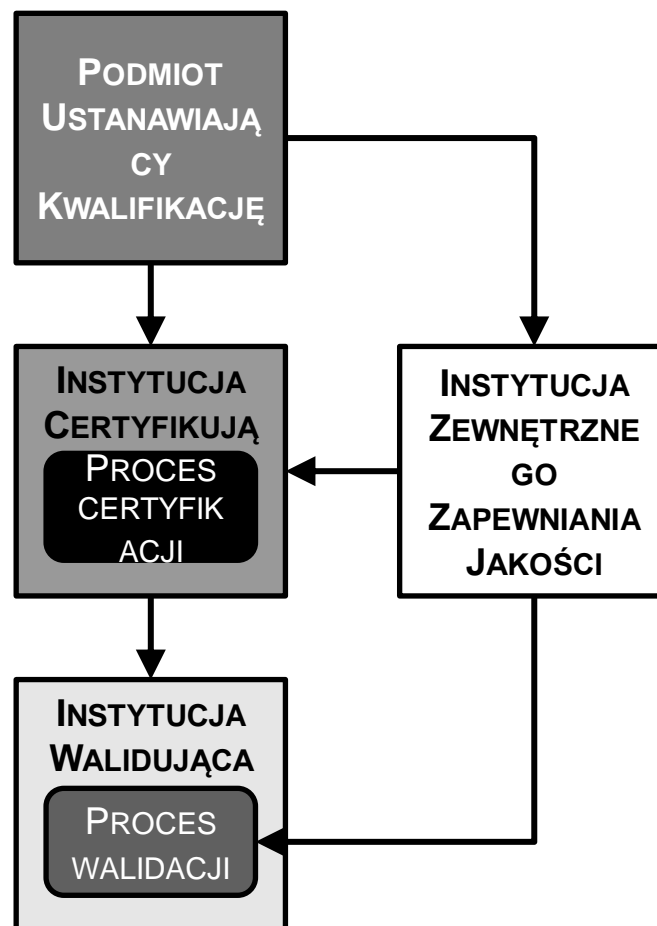 PODMIOT
USTANAWIAJĄ
CY
KWALIFIKACJĘ
INSTYTUCJA
CERTYFIKUJĄ
PROCES
CERTYFIK
ACJI
INSTYTUCJA
ZEWNĘTRZNE
GO
ZAPEWNIANIA
JAKOŚCI
INSTYTUCJA
WALIDUJĄCA
PROCES
WALIDACJI